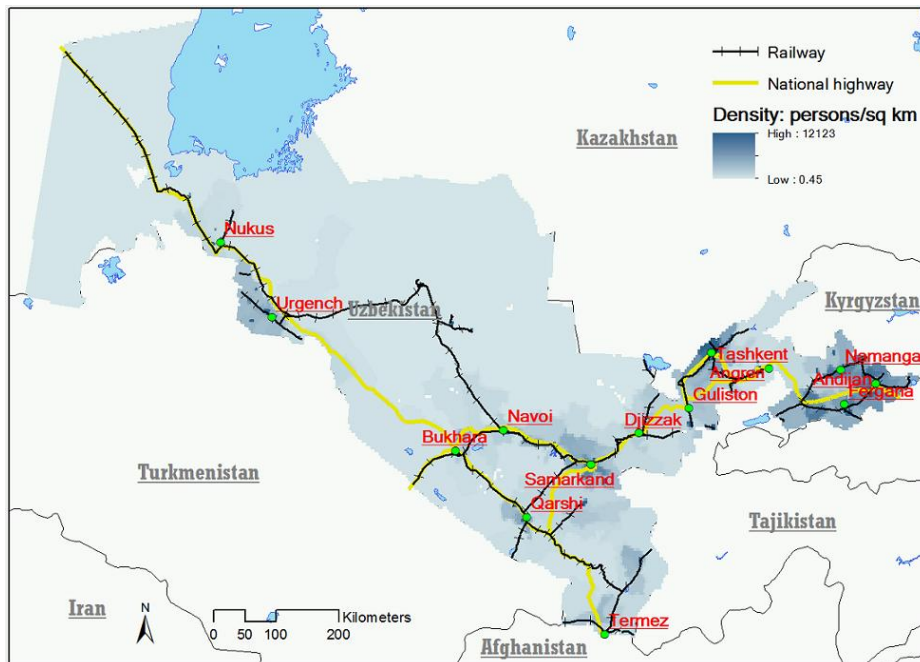 Railway
National highway
Density: persons/sq km
High : 12123
Low : 0.45
Kazakhstan
Nukus
Urgench
Uzbekistan
Kyrgyzstan
Tashkent
Namanga
Angren
Andijan
Fergana
Guliston
Navoi
Djizzak
Bukhara
Turkmenistan
Samarkand
Qarshi
Tajikistan
Iran
N
Kilometers
0 50 100 200
Termez
Afghanistan